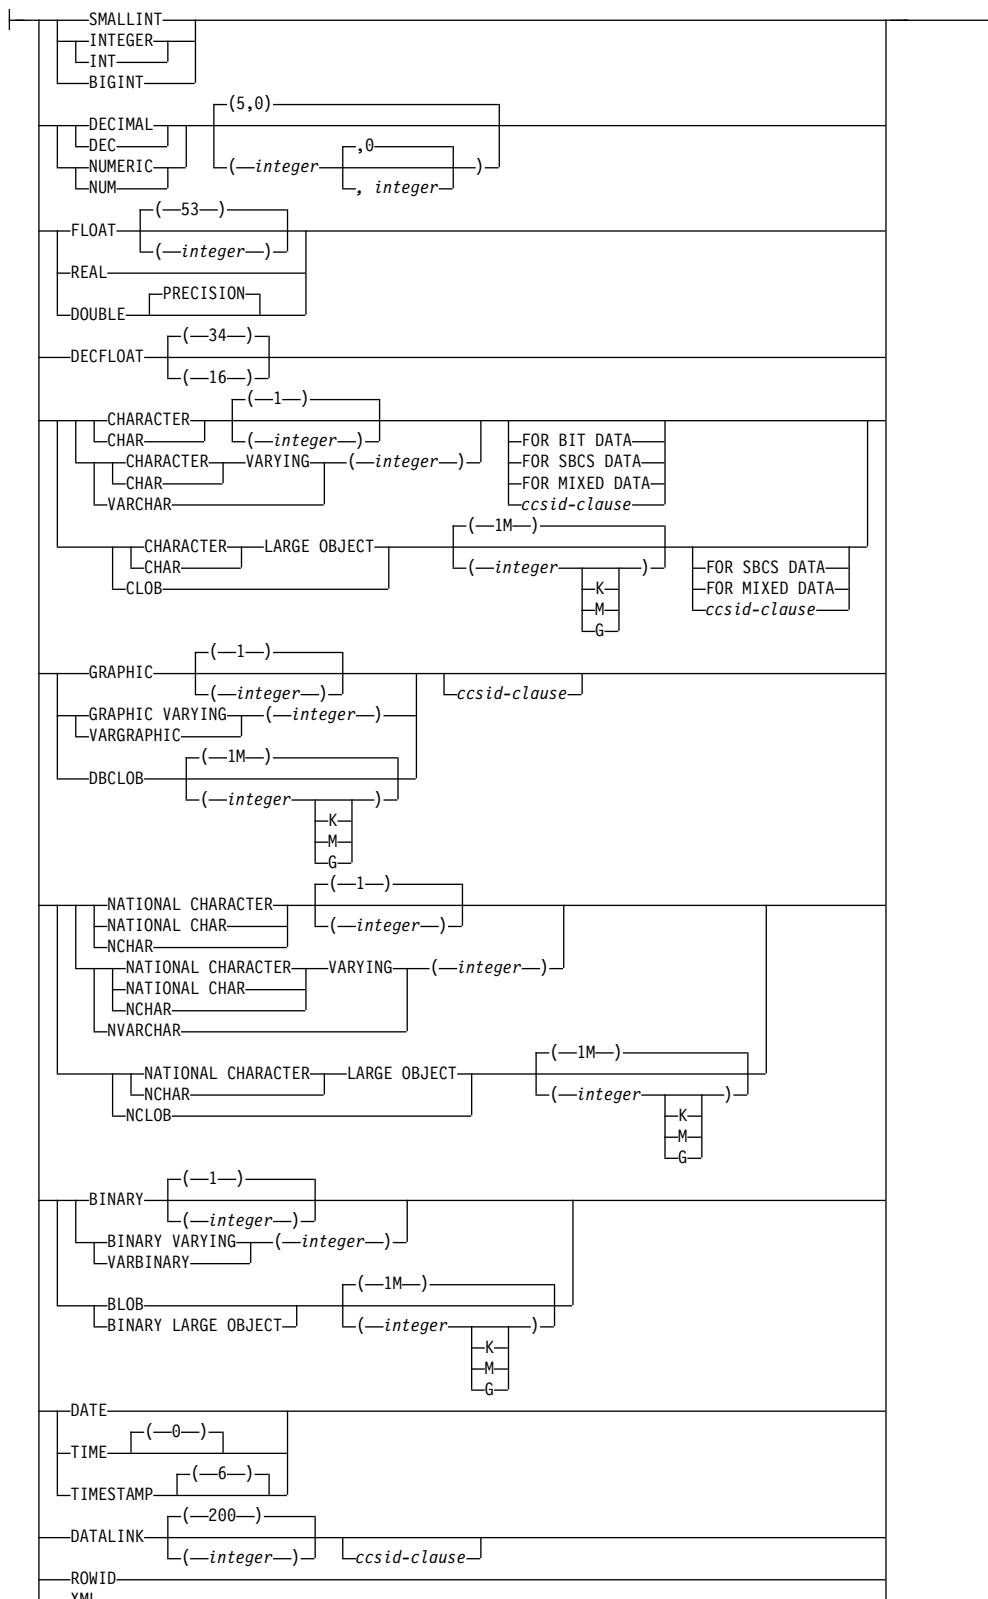 SMALLINT
INTEGER
INT
BIGINT
(5,0)
DECIMAL
DEC
,0
NUMERIC
( integer )
NUM
, integer
( 53 )
FLOAT
( integer )
REAL
PRECISION
DOUBLE
( 34 )
DECFLOAT
( 16 )
( 1 )
CHARACTER
CHAR ( integer ) FOR BIT DATA
CHARACTER VARYING ( integer ) FOR SBCS DATA
CHAR FOR MIXED DATA
VARCHAR ccsid-clause
( 1M )
CHARACTER LARGE OBJECT
CHAR ( integer ) FOR SBCS DATA
CLOB K FOR MIXED DATA
M ccsid-clause
G
( 1 )
GRAPHIC
( integer ) ccsid-clause
GRAPHIC VARYING ( integer )
VARGRAPHIC
( 1M )
DBCLOB
( integer )
K
M
G
( 1 )
NATIONAL CHARACTER
NATIONAL CHAR ( integer )
NCHAR
NATIONAL CHARACTER VARYING ( integer )
NATIONAL CHAR
NCHAR
NVARCHAR
( 1M )
NATIONAL CHARACTER LARGE OBJECT
NCHAR ( integer )
NCLOB K
M
G
( 1 )
BINARY
( integer )
BINARY VARYING ( integer )
VARBINARY
( 1M )
BLOB
BINARY LARGE OBJECT ( integer )
K
M
G
DATE
( 0 )
TIME
( 6 )
TIMESTAMP
( 200 )
DATALINK
( integer ) ccsid-clause
ROWID
XML